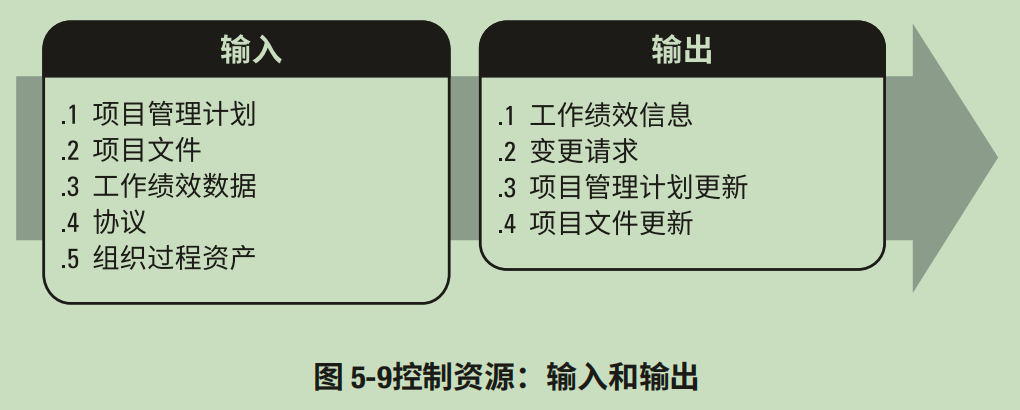 输入
.1 项目管理计划
.2 项目文件
.3 工作绩效数据
.4 协议
.5 组织过程资产
输出
.1 工作绩效信息
.2 变更请求
.3 项目管理计划更新
.4 项目文件更新
图 5-9控制资源：输入和输出